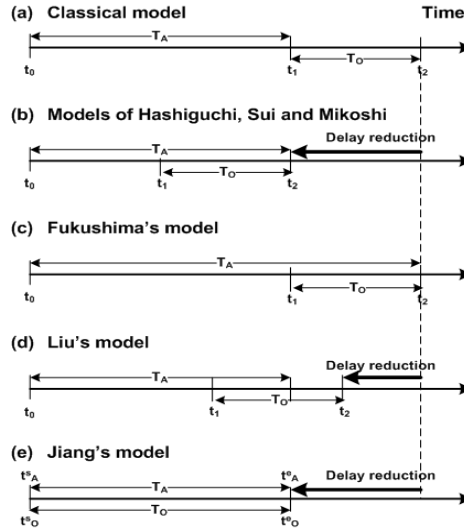 (a) Classical model Time
T_A
T_O
t_0 t_1 t_2
(b) Models of Hashiguchi, Sui and Mikoshi
Delay reduction
T_A
T_O
t_0 t_1 t_2
(c) Fukushima's model
T_A
T_O
t_0 t_1 t_2
(d) Liu's model
Delay reduction
T_A
T_O
t_0 t_1 t_2
(e) Jiang's model
t^s_A t^e_A Delay reduction
T_A
T_O
t^s_O t^e_O